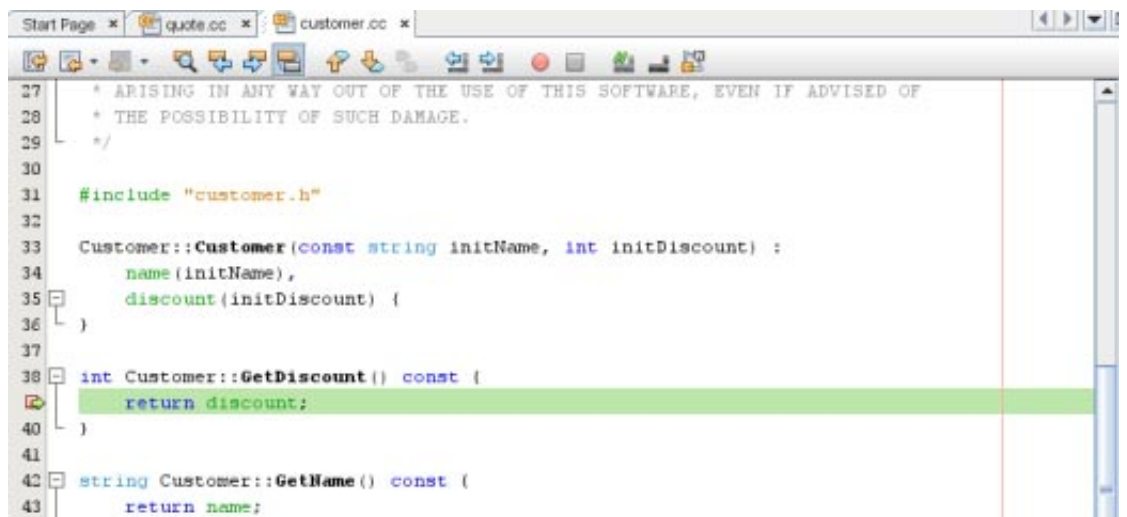 Start Page quote.cc customer.cc
27 * ARISING IN ANY WAY OUT OF THE USE OF THIS SOFTWARE, EVEN IF ADVISED OF
28 * THE POSSIBILITY OF SUCH DAMAGE.
29 */
30
31 #include "customer.h"
32
33 Customer::Customer(const string initName, int initDiscount) :
34 name(initName),
35 discount(initDiscount) {
36 }
37
38 int Customer::GetDiscount() const {
return discount;
40 }
41
42 string Customer::GetName() const {
43 return name;